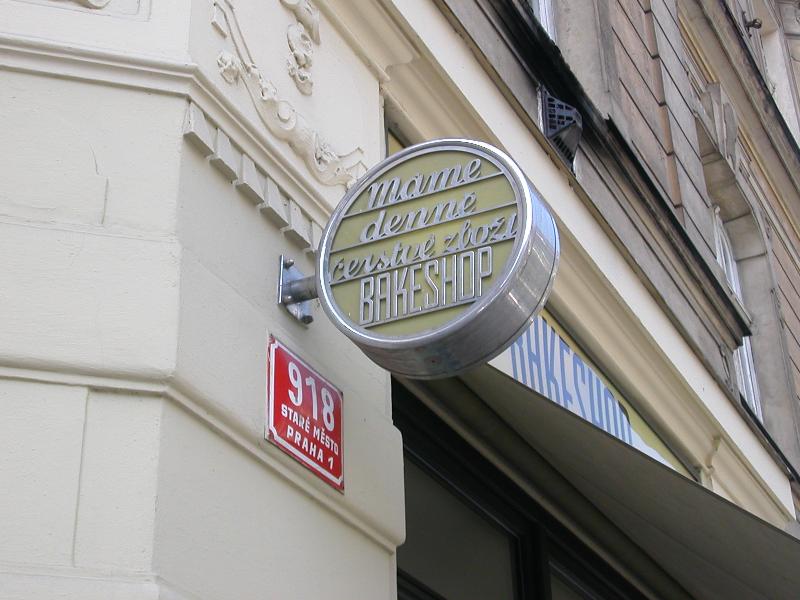 Máme
denně
čerstvé zboží
BAKESHOP
BAKESHOP
918
STARÉ MĚSTO
PRAHA 1